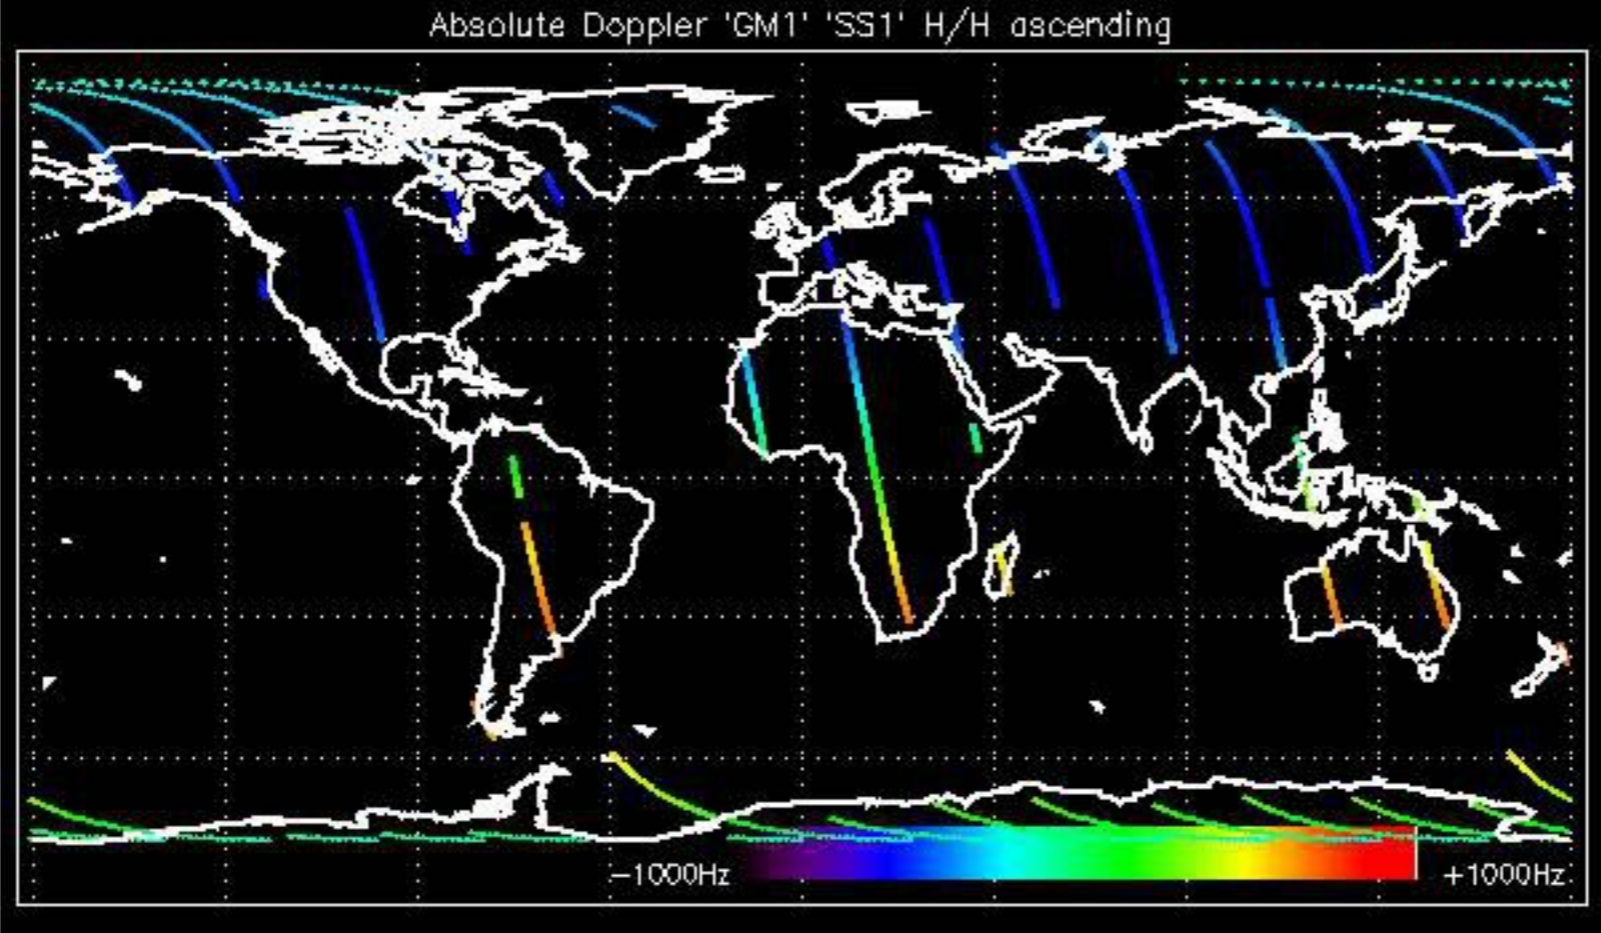 Absolute Doppler 'GM1' 'SS1' H/H ascending
−1000Hz
+1000Hz